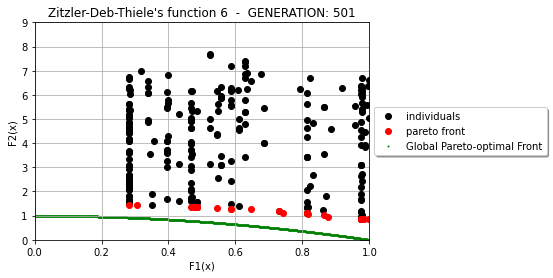 Zitzler-Deb-Thiele's function 6 - GENERATION: 501
9
8
7
6
5
4
3
2
1
0
F2(x)
0.0 0.2 0.4 0.6 0.8 1.0
F1(x)
individuals
pareto front
Global Pareto-optimal Front